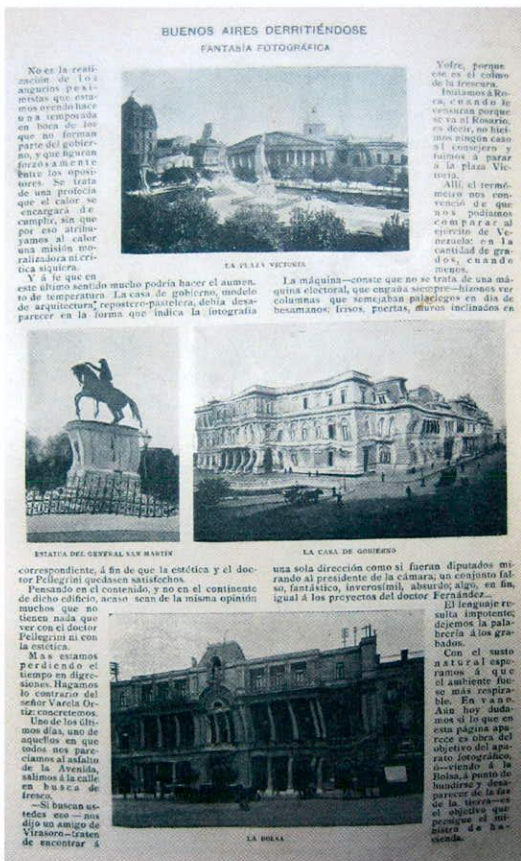 BUENOS AIRES DERRITIÉNDOSE
FANTASÍA FOTOGRÁFICA
No es la reali-
zación de los
augurios pesi-
mistas que esta-
mos oyendo hace
una temporada
en boca de los
que no forman
parte del gobier-
no, y que figuran
forzosamente
entre los oposi-
tores. Se trata
de una profecía
que el calor se
encargará de
cumplir, sin que
por eso atribu-
yamos al calor
una misión mo-
ralizadora ni crí-
tica siquiera.
Y á fe que en
este último sentido mucho podría hacer el aumen-
to de temperatura. La casa de gobierno, modelo
de arquitectura repostero-pastelera, debía desa-
parecer en la forma que indica la fotografía
LA PLAZA VICTORIA
ESTATUA DEL GENERAL SAN MARTÍN
LA CASA DE GOBIERNO
correspondiente, á fin de que la estética y el doc-
tor Pellegrini quedasen satisfechos.
Pensando en el contenido, y no en el continente
de dicho edificio, acaso sean de la misma opinión
muchos que no
tienen nada que
ver con el doctor
Pellegrini ni con
la estética.
Mas estamos
perdiendo el
tiempo en digre-
siones. Hagamos
lo contrario del
señor Varela Or-
tiz: concretemos.
Uno de los últi-
mos días, uno de
aquellos en que
todos nos pare-
cíamos al asfalto
de la Avenida,
salimos á la calle
en busca de
fresco.
—Si buscan us-
tedes eso—nos
dijo un amigo de
Virasoro—traten
de encontrar á
Yofre, porque
ese es el colmo
de la frescura.
Imitamos á Ro-
ca, cuando le
censuran porque
se va al Rosario,
es decir, no hici-
mos ningún caso
al consejero y
fuimos á parar
á la plaza Vic-
toria.
Allí, el termó-
metro nos con-
venció de que
nos podíamos
comparar al
ejército de Ve-
nezuela: en la
cantidad de gra-
dos, cuando
menos.
La máquina—conste que no se trata de una má-
quina electoral, que engaña siempre—hízonos ver
columnas que semejaban palaciegos en día de
besamanos; frisos, puertas, muros inclinados en
una sola dirección como si fueran diputados mi-
rando al presidente de la cámara; un conjunto fal-
so, fantástico, inverosímil, absurdo; algo, en fin,
igual á los proyectos del doctor Fernández...
El lenguaje re-
sulta impotente;
dejemos la pala-
brería á los gra-
bados.
Con el susto
natural espe-
ramos á que
el ambiente fue-
se más respira-
ble. En vano.
Aún hoy duda-
mos si lo que en
esta página apa-
rece es obra del
objetivo del apa-
rato fotográfico,
ó—viendo á la
Bolsa, á punto de
hundirse y desa-
parecer de la faz
de la tierra—es
el objetivo que
persigue el mi-
nistro de ha-
cienda.
LA BOLSA